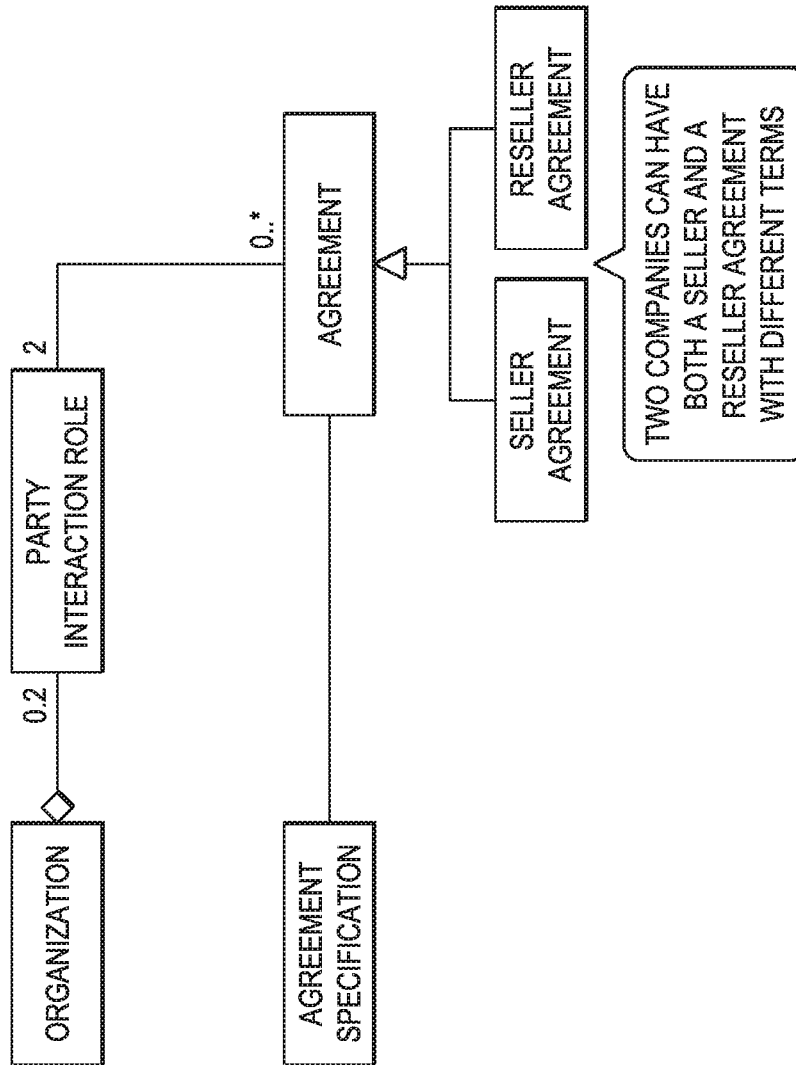 ORGANIZATION
0.2
PARTY
INTERACTION ROLE
2
0..*
AGREEMENT
SPECIFICATION
AGREEMENT
SELLER
AGREEMENT
RESELLER
AGREEMENT
TWO COMPANIES CAN HAVE
BOTH A SELLER AND A
RESELLER AGREEMENT
WITH DIFFERENT TERMS